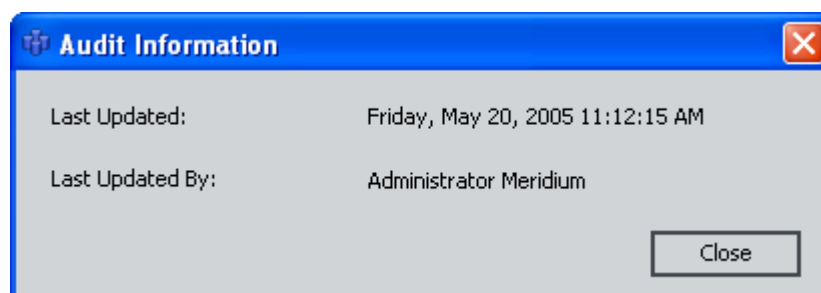 Audit Information
Last Updated: Friday, May 20, 2005 11:12:15 AM
Last Updated By: Administrator Meridium
Close